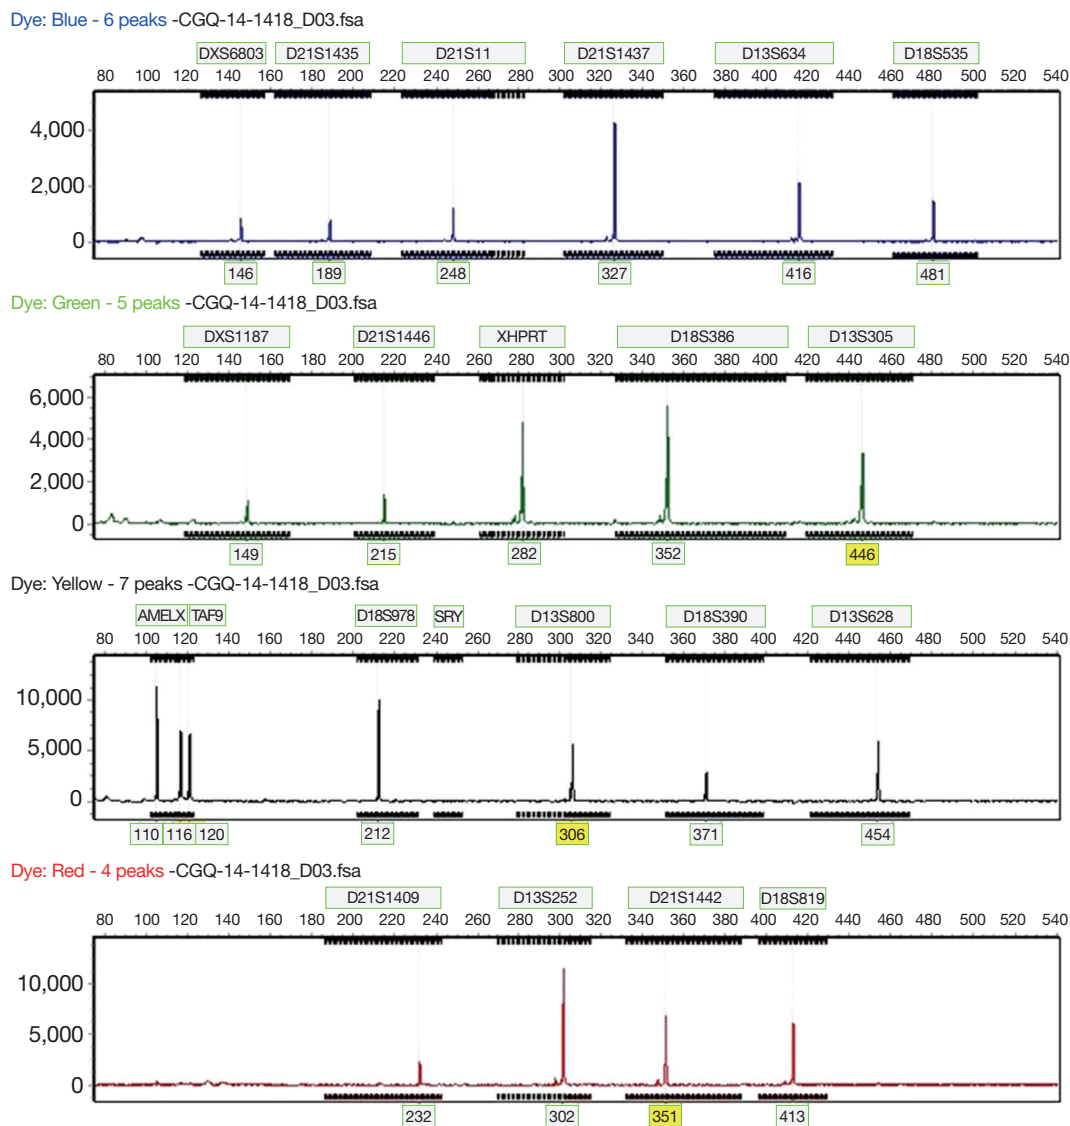 Dye: Blue - 6 peaks -CGQ-14-1418_D03.fsa
DXS6803 D21S1435 D21S11 D21S1437 D13S634 D18S535
80 100 120 140 160 180 200 220 240 260 280 300 320 340 360 380 400 420 440 460 480 500 520 540
4,000
2,000
0
146 189 248 327 416 481
Dye: Green - 5 peaks -CGQ-14-1418_D03.fsa
DXS1187 D21S1446 XHPRT D18S386 D13S305
80 100 120 140 160 180 200 220 240 260 280 300 320 340 360 380 400 420 440 460 480 500 520 540
6,000
4,000
2,000
0
149 215 282 352 446
Dye: Yellow - 7 peaks -CGQ-14-1418_D03.fsa
AMELX TAF9 D18S978 SRY D13S800 D18S390 D13S628
80 100 120 140 160 180 200 220 240 260 280 300 320 340 360 380 400 420 440 460 480 500 520 540
10,000
5,000
0
110 116 120 212 306 371 454
Dye: Red - 4 peaks -CGQ-14-1418_D03.fsa
D21S1409 D13S252 D21S1442 D18S819
80 100 120 140 160 180 200 220 240 260 280 300 320 340 360 380 400 420 440 460 480 500 520 540
10,000
5,000
0
232 302 351 413